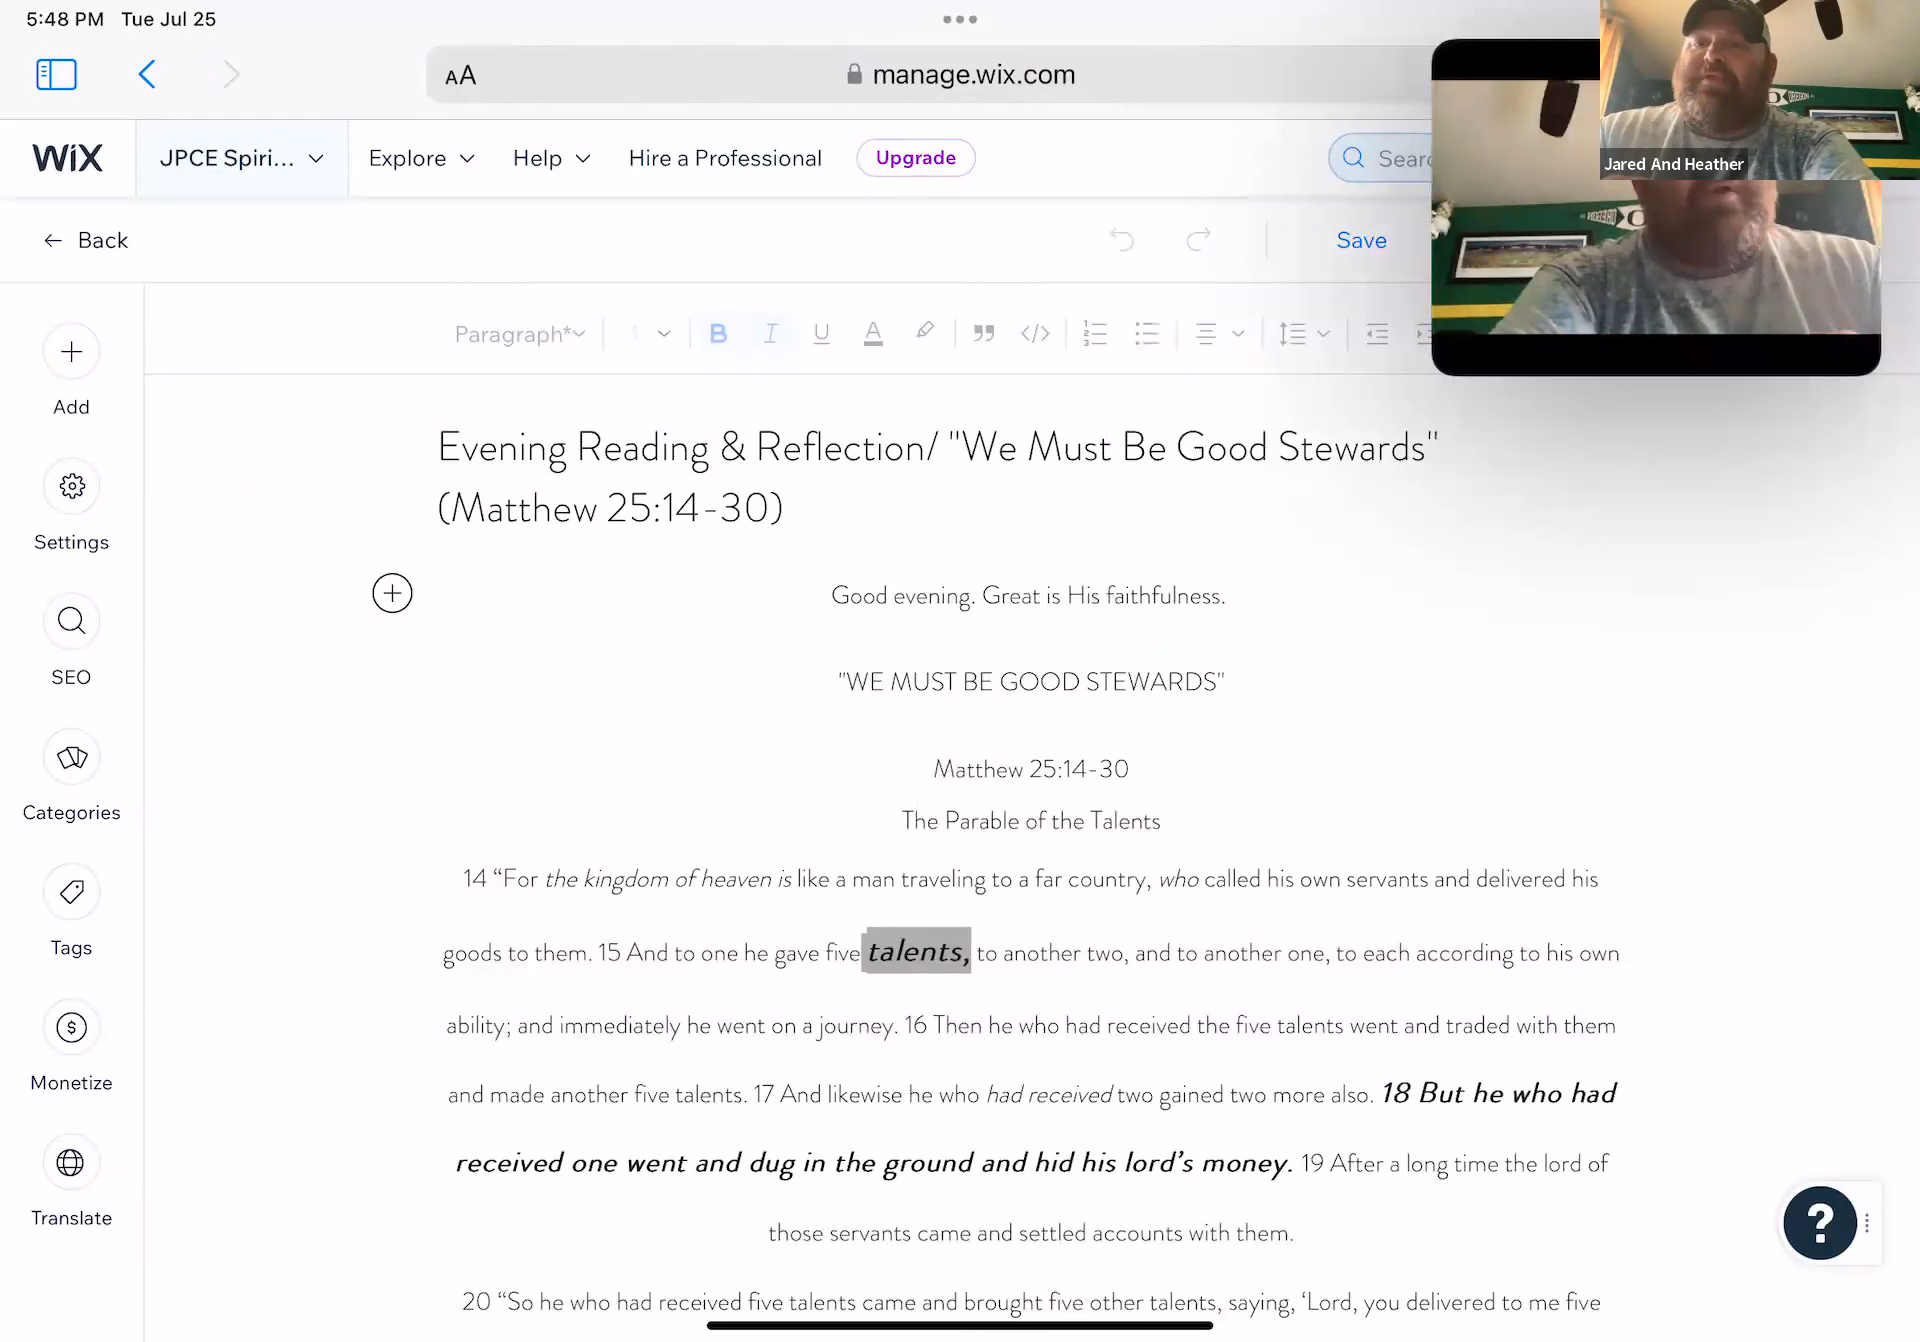 5:48 PM Tue Jul 25
AA
manage.wix.com
WiX
JPCE Spiri...
Explore
Help
Hire a Professional
Upgrade
Sear
Jared And Heather
Back
Save
Paragraph*
B I U A
Add
Settings
SEO
Categories
Tags
Monetize
Translate
Evening Reading & Reflection/ "We Must Be Good Stewards"
(Matthew 25:14-30)
Good evening. Great is His faithfulness.
"WE MUST BE GOOD STEWARDS"
Matthew 25:14-30
The Parable of the Talents
14 “For the kingdom of heaven is like a man traveling to a far country, who called his own servants and delivered his
goods to them. 15 And to one he gave five talents, to another two, and to another one, to each according to his own
ability; and immediately he went on a journey. 16 Then he who had received the five talents went and traded with them
and made another five talents. 17 And likewise he who had received two gained two more also. 18 But he who had
received one went and dug in the ground and hid his lord’s money. 19 After a long time the lord of
those servants came and settled accounts with them.
20 “So he who had received five talents came and brought five other talents, saying, ‘Lord, you delivered to me five